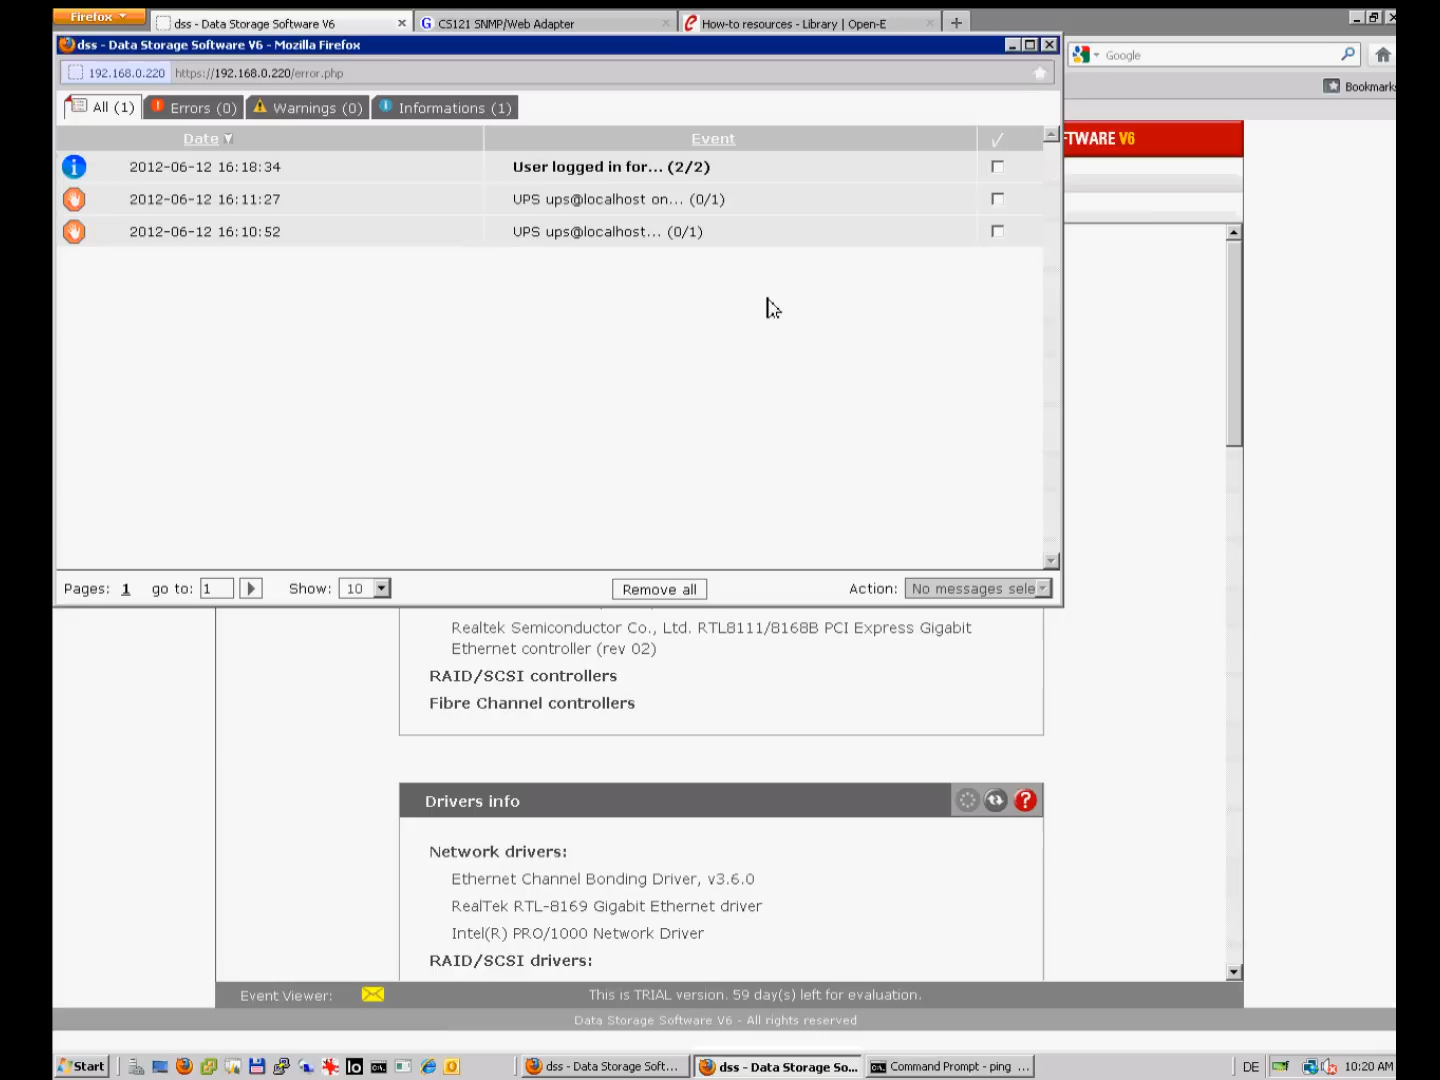 Firefox
dss - Data Storage Software V6
CS121 SNMP/Web Adapter
How-to resources - Library | Open-E
dss - Data Storage Software V6 - Mozilla Firefox
192.168.0.220
https://192.168.0.220/error.php
Google
Bookmarks
All (1)
Errors (0)
Warnings (0)
Informations (1)
Date
Event
FTWARE V6
2012-06-12 16:18:34
User logged in for... (2/2)
2012-06-12 16:11:27
UPS ups@localhost on... (0/1)
2012-06-12 16:10:52
UPS ups@localhost... (0/1)
Pages: 1
go to: 1
Show: 10
Remove all
Action: No messages sele
Realtek Semiconductor Co., Ltd. RTL8111/8168B PCI Express Gigabit
Ethernet controller (rev 02)
RAID/SCSI controllers
Fibre Channel controllers
Drivers info
Network drivers:
Ethernet Channel Bonding Driver, v3.6.0
RealTek RTL-8169 Gigabit Ethernet driver
Intel(R) PRO/1000 Network Driver
RAID/SCSI drivers:
Event Viewer:
This is TRIAL version. 59 day(s) left for evaluation.
Data Storage Software V6 - All rights reserved
Start
dss - Data Storage Soft...
dss - Data Storage So...
Command Prompt - ping ...
DE
10:20 AM